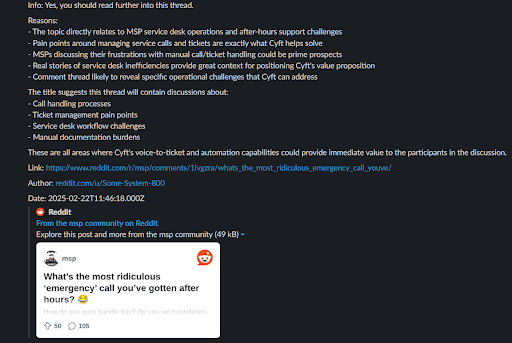 Info: Yes, you should read further into this thread.
Reasons:
- The topic directly relates to MSP service desk operations and after-hours support challenges
- Pain points around managing service calls and tickets are exactly what Cyft helps solve
- MSPs discussing their frustrations with manual call/ticket handling could be prime prospects
- Real stories of service desk inefficiencies provide great context for positioning Cyft's value proposition
- Comment thread likely to reveal specific operational challenges that Cyft can address
The title suggests this thread will contain discussions about:
- Call handling processes
- Ticket management pain points
- Service desk workflow challenges
- Manual documentation burdens
These are all areas where Cyft's voice-to-ticket and automation capabilities could provide immediate value to the participants in the discussion.
Link: https://www.reddit.com/r/msp/comments/1ivgzra/whats_the_most_ridiculous_emergency_call_youve/
Author: reddit.com/u/Some-System-800
Date: 2025-02-22T11:46:18.000Z
Reddit
From the msp community on Reddit
Explore this post and more from the msp community (49 kB)
msp
What's the most ridiculous
'emergency' call you've gotten after
hours? 😂
How do you guys handle this? Do you set boundaries,
50 105